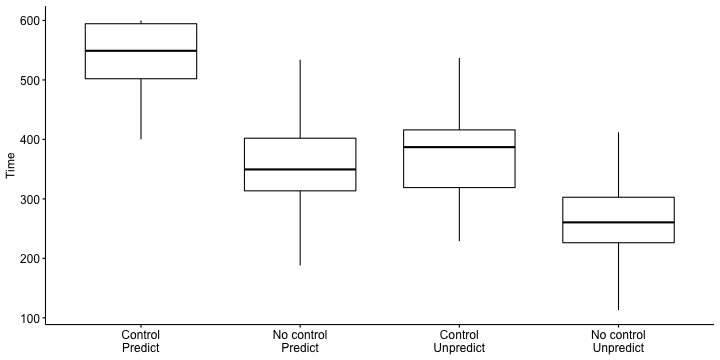 600
500
400
300
200
100
Time
Control
Predict
No control
Predict
Control
Unpredict
No control
Unpredict